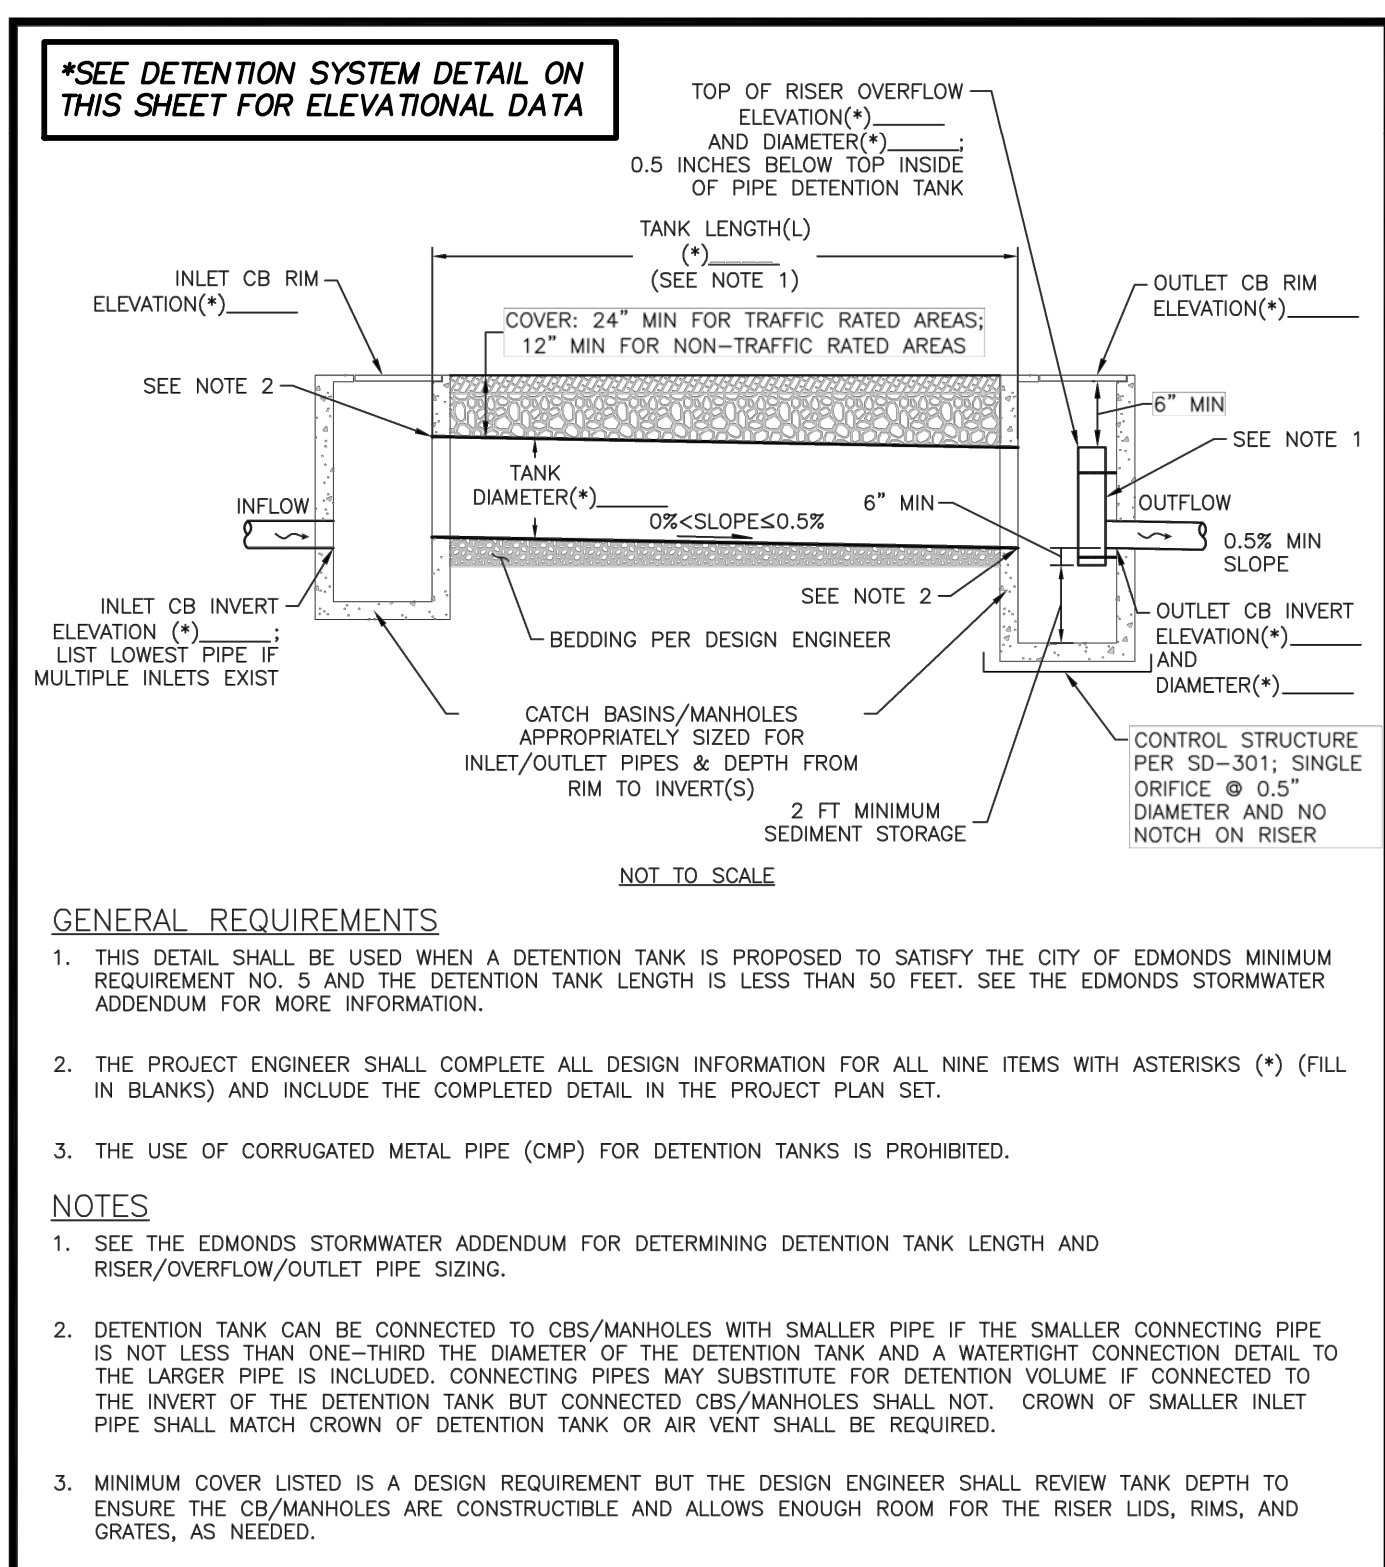 *SEE DETENTION SYSTEM DETAIL ON
THIS SHEET FOR ELEVATIONAL DATA
TOP OF RISER OVERFLOW
ELEVATION(*)______
AND DIAMETER(*)______;
0.5 INCHES BELOW TOP INSIDE
OF PIPE DETENTION TANK
TANK LENGTH(L)
(*)______
(SEE NOTE 1)
INLET CB RIM
ELEVATION(*)______
OUTLET CB RIM
ELEVATION(*)______
COVER: 24" MIN FOR TRAFFIC RATED AREAS;
12" MIN FOR NON-TRAFFIC RATED AREAS
SEE NOTE 2
6" MIN
SEE NOTE 1
TANK
DIAMETER(*)______
6" MIN
INFLOW
OUTFLOW
0%<SLOPE≤0.5%
0.5% MIN
SLOPE
SEE NOTE 2
INLET CB INVERT
ELEVATION (*)______;
LIST LOWEST PIPE IF
MULTIPLE INLETS EXIST
OUTLET CB INVERT
ELEVATION(*)______
AND
DIAMETER(*)______
BEDDING PER DESIGN ENGINEER
CATCH BASINS/MANHOLES
APPROPRIATELY SIZED FOR
INLET/OUTLET PIPES & DEPTH FROM
RIM TO INVERT(S)
CONTROL STRUCTURE
PER SD-301; SINGLE
ORIFICE @ 0.5"
DIAMETER AND NO
NOTCH ON RISER
2 FT MINIMUM
SEDIMENT STORAGE
NOT TO SCALE
GENERAL REQUIREMENTS
1. THIS DETAIL SHALL BE USED WHEN A DETENTION TANK IS PROPOSED TO SATISFY THE CITY OF EDMONDS MINIMUM
REQUIREMENT NO. 5 AND THE DETENTION TANK LENGTH IS LESS THAN 50 FEET. SEE THE EDMONDS STORMWATER
ADDENDUM FOR MORE INFORMATION.
2. THE PROJECT ENGINEER SHALL COMPLETE ALL DESIGN INFORMATION FOR ALL NINE ITEMS WITH ASTERISKS (*) (FILL
IN BLANKS) AND INCLUDE THE COMPLETED DETAIL IN THE PROJECT PLAN SET.
3. THE USE OF CORRUGATED METAL PIPE (CMP) FOR DETENTION TANKS IS PROHIBITED.
NOTES
1. SEE THE EDMONDS STORMWATER ADDENDUM FOR DETERMINING DETENTION TANK LENGTH AND
RISER/OVERFLOW/OUTLET PIPE SIZING.
2. DETENTION TANK CAN BE CONNECTED TO CBS/MANHOLES WITH SMALLER PIPE IF THE SMALLER CONNECTING PIPE
IS NOT LESS THAN ONE-THIRD THE DIAMETER OF THE DETENTION TANK AND A WATERTIGHT CONNECTION DETAIL TO
THE LARGER PIPE IS INCLUDED. CONNECTING PIPES MAY SUBSTITUTE FOR DETENTION VOLUME IF CONNECTED TO
THE INVERT OF THE DETENTION TANK BUT CONNECTED CBS/MANHOLES SHALL NOT. CROWN OF SMALLER INLET
PIPE SHALL MATCH CROWN OF DETENTION TANK OR AIR VENT SHALL BE REQUIRED.
3. MINIMUM COVER LISTED IS A DESIGN REQUIREMENT BUT THE DESIGN ENGINEER SHALL REVIEW TANK DEPTH TO
ENSURE THE CB/MANHOLES ARE CONSTRUCTIBLE AND ALLOWS ENOUGH ROOM FOR THE RISER LIDS, RIMS, AND
GRATES, AS NEEDED.